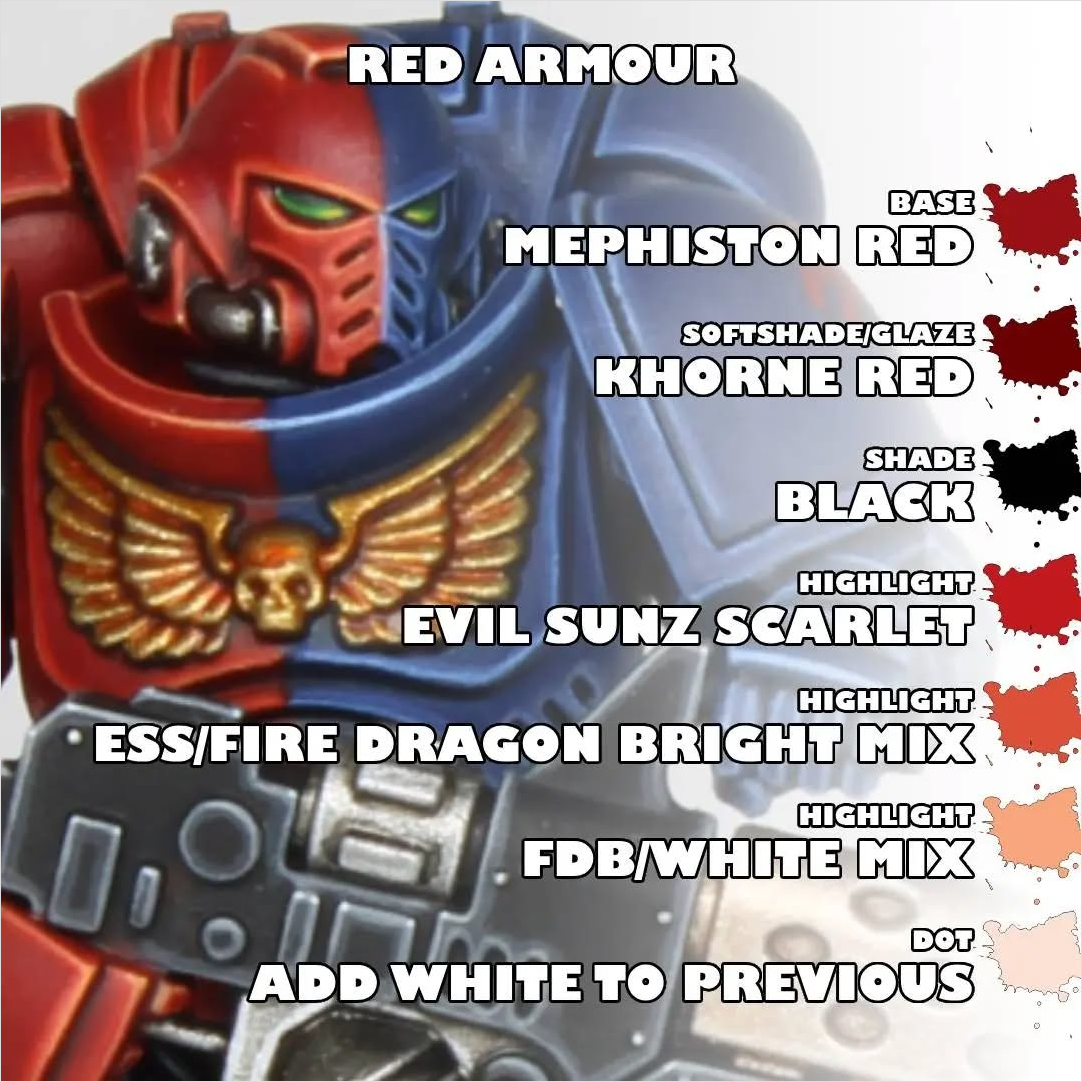 RED ARMOUR
BASE
MEPHISTON RED
SOFTSHADE/GLAZE
KHORNE RED
SHADE
BLACK
HIGHLIGHT
EVIL SUNZ SCARLET
HIGHLIGHT
ESS/FIRE DRAGON BRIGHT MIX
HIGHLIGHT
FDB/WHITE MIX
DOT
ADD WHITE TO PREVIOUS